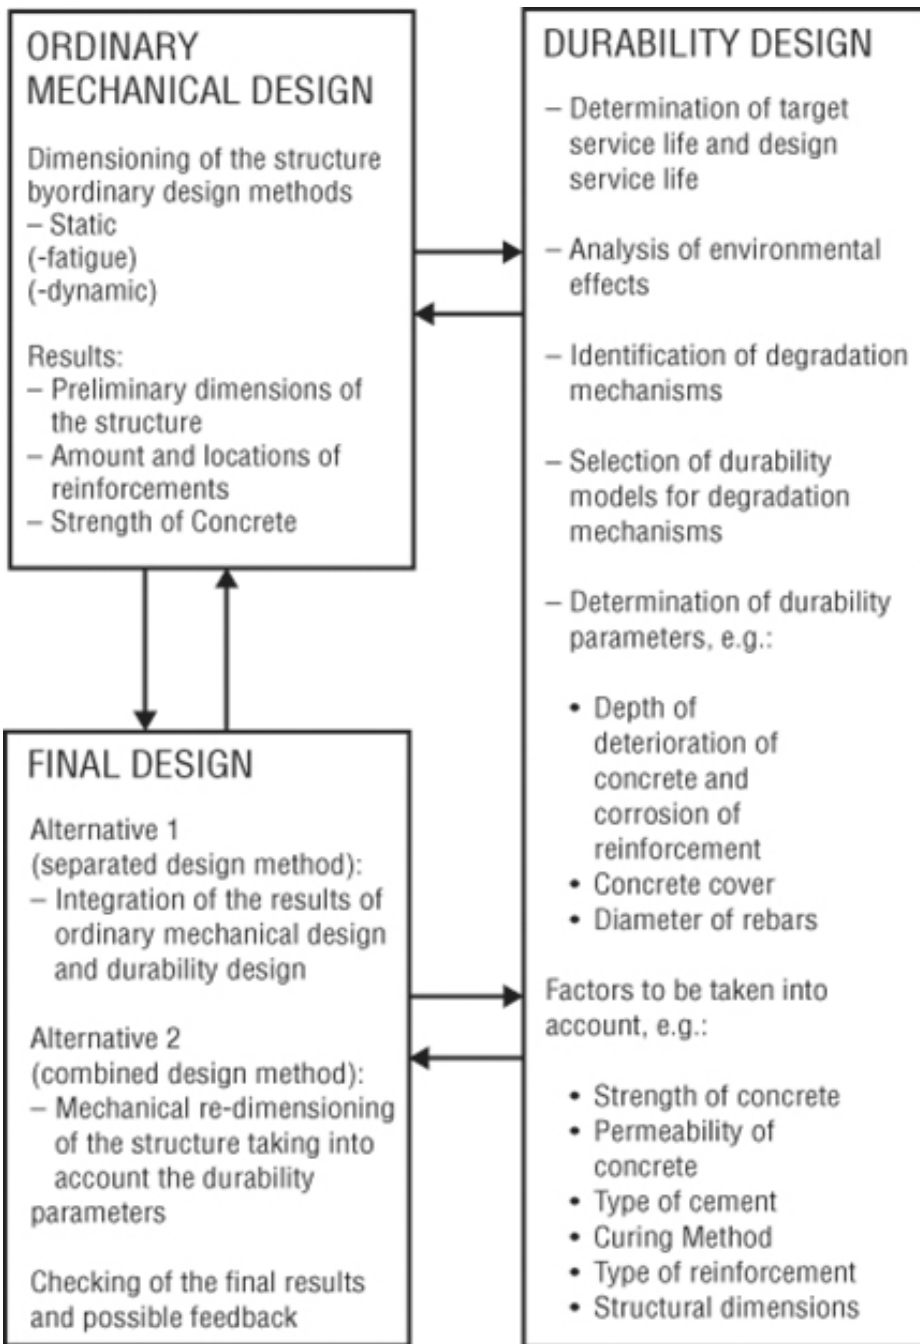 ORDINARY
MECHANICAL DESIGN
Dimensioning of the structure
byordinary design methods
– Static
(-fatigue)
(-dynamic)
Results:
– Preliminary dimensions of
the structure
– Amount and locations of
reinforcements
– Strength of Concrete
FINAL DESIGN
Alternative 1
(separated design method):
– Integration of the results of
ordinary mechanical design
and durability design
Alternative 2
(combined design method):
– Mechanical re-dimensioning
of the structure taking into
account the durability
parameters
Checking of the final results
and possible feedback
DURABILITY DESIGN
– Determination of target
service life and design
service life
– Analysis of environmental
effects
– Identification of degradation
mechanisms
– Selection of durability
models for degradation
mechanisms
– Determination of durability
parameters, e.g.:
• Depth of
deterioration of
concrete and
corrosion of
reinforcement
• Concrete cover
• Diameter of rebars
Factors to be taken into
account, e.g.:
• Strength of concrete
• Permeability of
concrete
• Type of cement
• Curing Method
• Type of reinforcement
• Structural dimensions